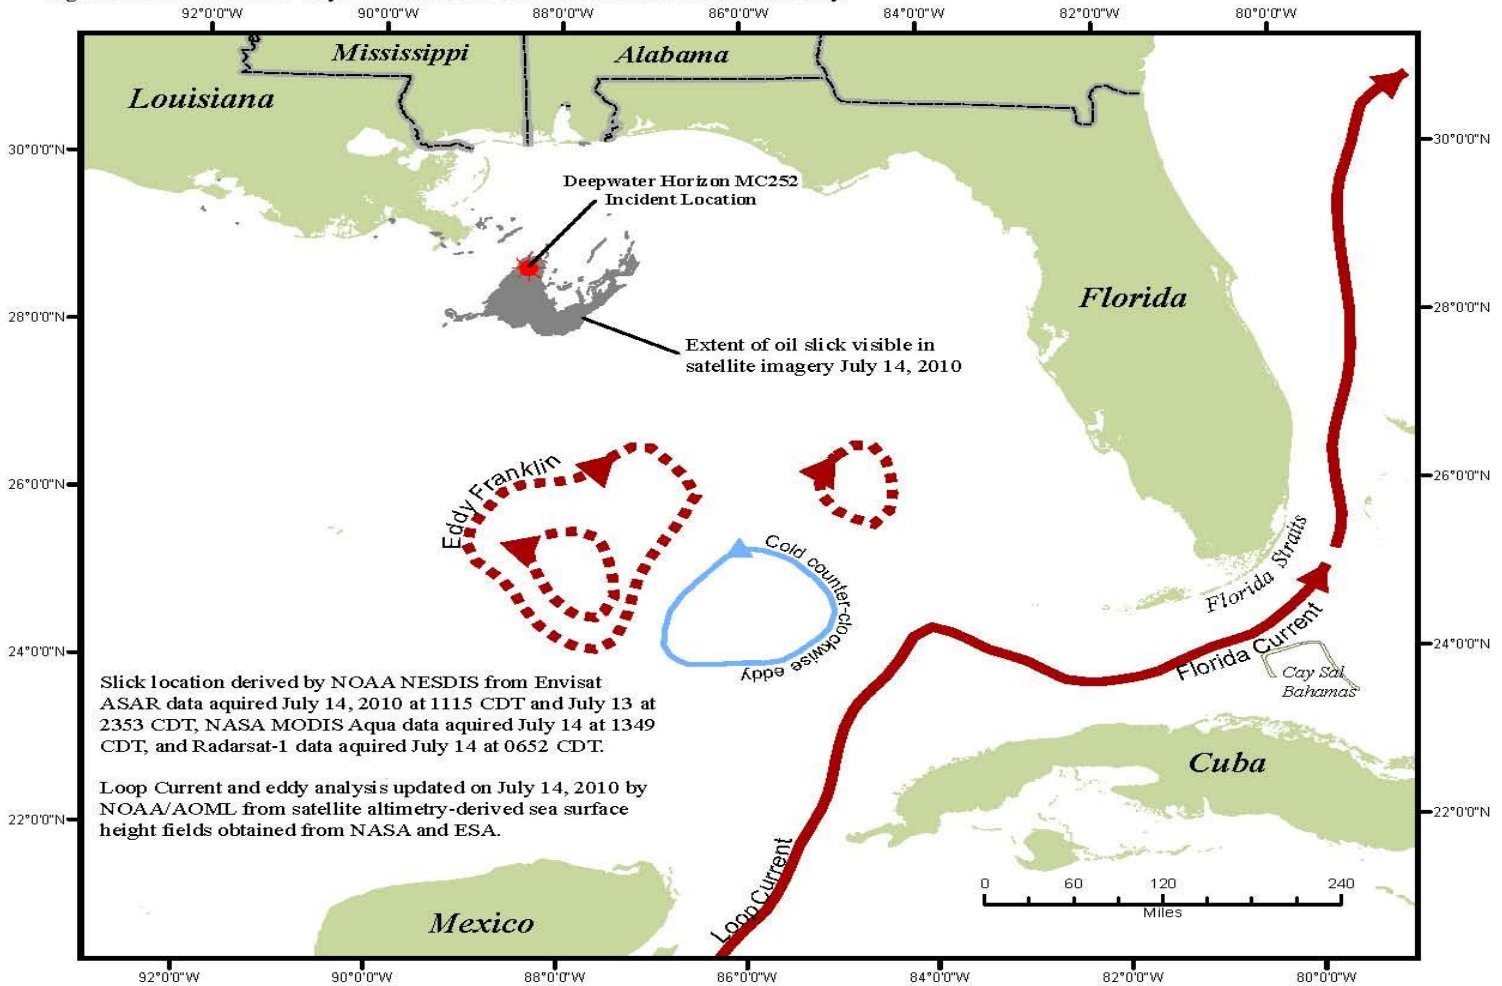 92°0'0"W 90°0'0"W 88°0'0"W 86°0'0"W 84°0'0"W 82°0'0"W 80°0'0"W
Mississippi
Alabama
Louisiana
30°0'0"N
30°0'0"N
Deepwater Horizon MC252
Incident Location
Florida
28°0'0"N
28°0'0"N
Extent of oil slick visible in
satellite imagery July 14, 2010
Eddy Franklin
26°0'0"N
26°0'0"N
Cold counter-clockwise eddy
Florida Straits
Florida Current
24°0'0"N
24°0'0"N
Cay Sal
Bahamas
Slick location derived by NOAA NESDIS from Envisat
ASAR data aquired July 14, 2010 at 1115 CDT and July 13 at
2353 CDT, NASA MODIS Aqua data aquired July 14 at 1349
CDT, and Radarsat-1 data aquired July 14 at 0652 CDT.
Cuba
Loop Current and eddy analysis updated on July 14, 2010 by
NOAA/AOML from satellite altimetry-derived sea surface
height fields obtained from NASA and ESA.
22°0'0"N
22°0'0"N
Loop Current
0 60 120 240
Miles
Mexico
92°0'0"W 90°0'0"W 88°0'0"W 86°0'0"W 84°0'0"W 82°0'0"W 80°0'0"W